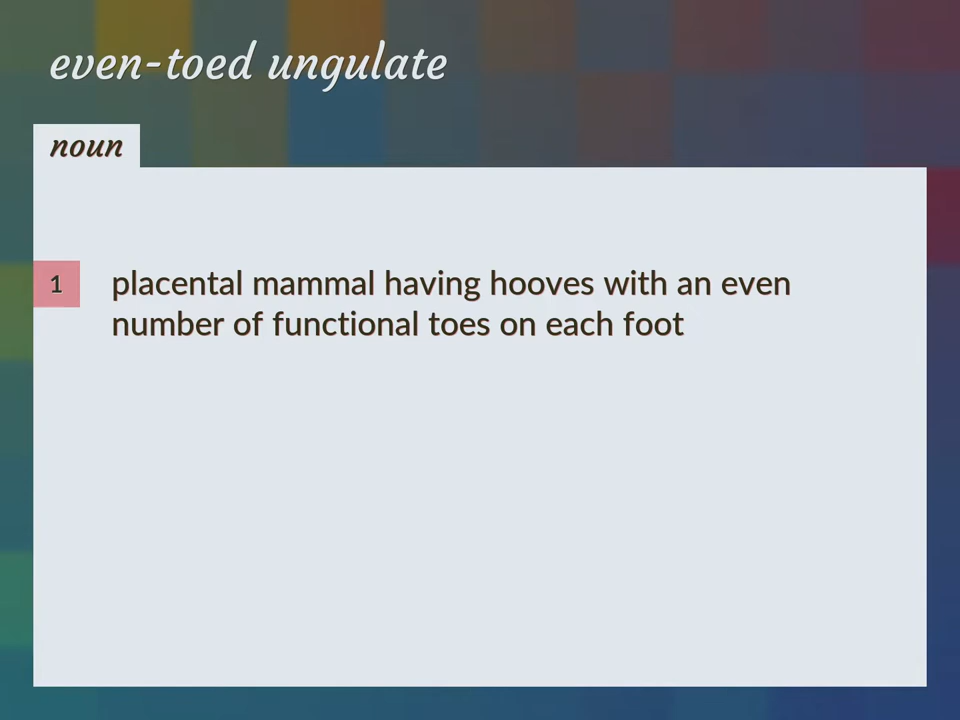 even-toed ungulate
noun
1
placental mammal having hooves with an even
number of functional toes on each foot